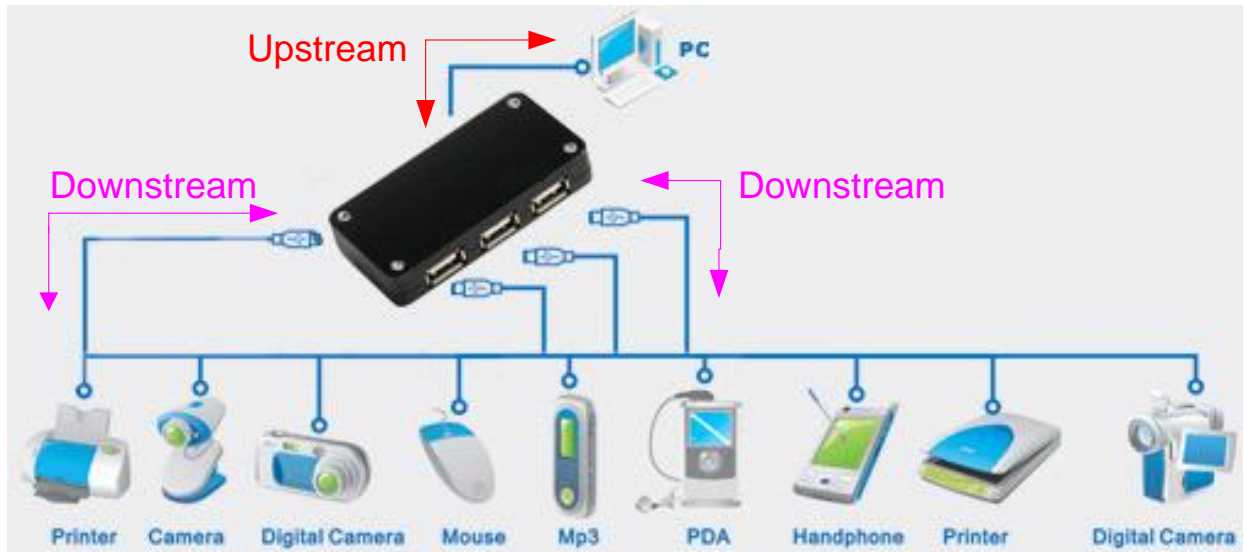 Upstream
PC
Downstream
Downstream
Printer
Camera
Digital Camera
Mouse
Mp3
PDA
Handphone
Printer
Digital Camera